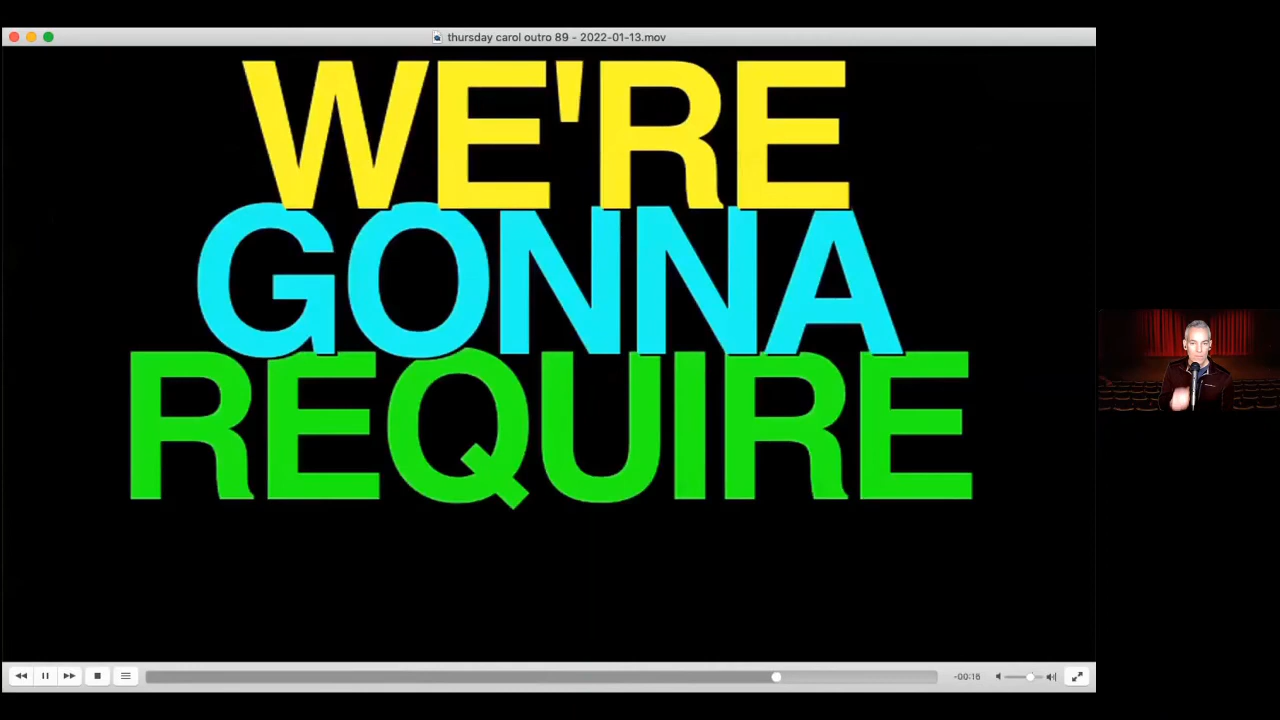 thursday carol outro 89 - 2022-01-13.mov
WE'RE
GONNA
REQUIRE
-00:16